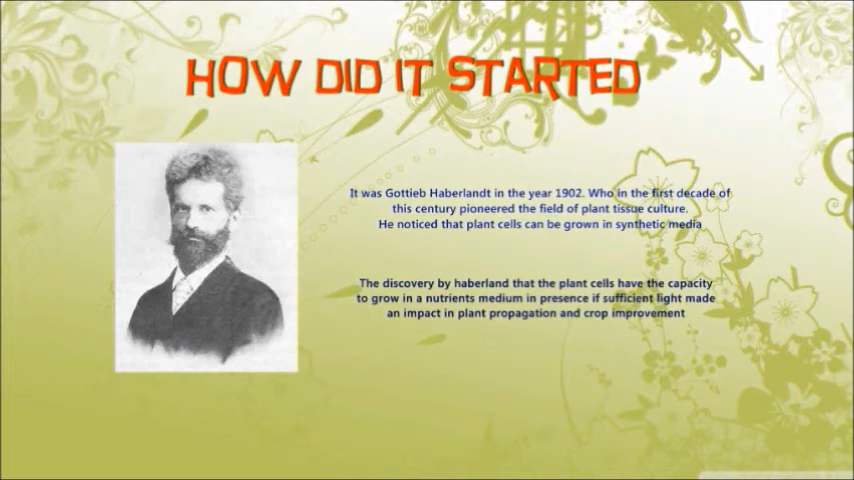 HOW DID IT STARTED
It was Gottieb Haberlandt in the year 1902. Who in the first decade of
this century pioneered the field of plant tissue culture.
He noticed that plant cells can be grown in synthetic media
The discovery by haberland that the plant cells have the capacity
to grow in a nutrients medium in presence if sufficient light made
an impact in plant propagation and crop improvement